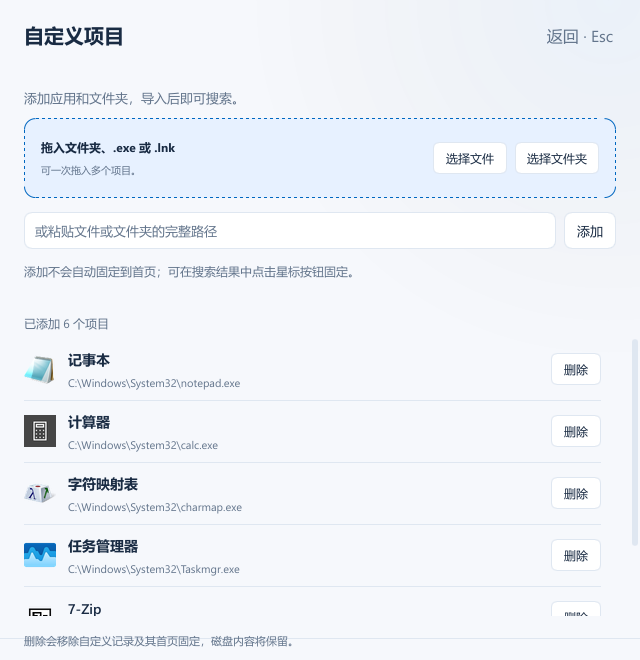 自定义项目
返回 · Esc
添加应用和文件夹，导入后即可搜索。
拖入文件夹、.exe 或 .lnk
可一次拖入多个项目。
选择文件
选择文件夹
或粘贴文件或文件夹的完整路径
添加
添加不会自动固定到首页；可在搜索结果中点击星标按钮固定。
已添加 6 个项目
记事本
C:\Windows\System32\notepad.exe
删除
计算器
C:\Windows\System32\calc.exe
删除
字符映射表
C:\Windows\System32\charmap.exe
删除
任务管理器
C:\Windows\System32\Taskmgr.exe
删除
7-Zip
删除
删除会移除自定义记录及其首页固定，磁盘内容将保留。